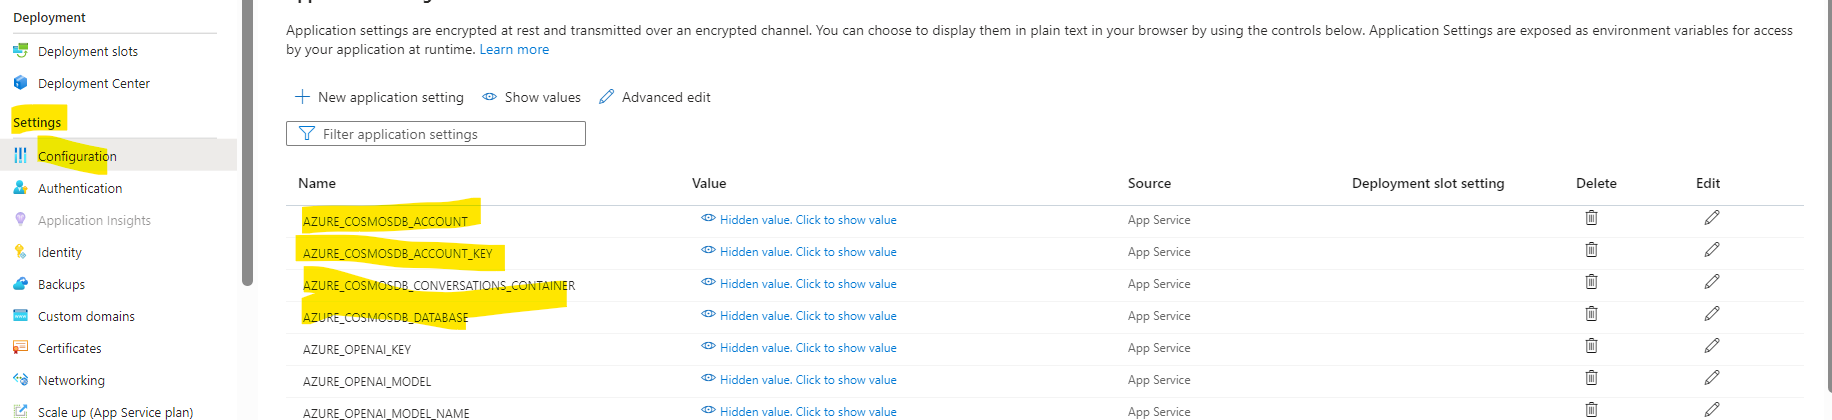 Deployment
Deployment slots
Deployment Center
Settings
Configuration
Authentication
Application Insights
Identity
Backups
Custom domains
Certificates
Networking
Scale up (App Service plan)
Application settings are encrypted at rest and transmitted over an encrypted channel. You can choose to display them in plain text in your browser by using the controls below. Application Settings are exposed as environment variables for access
by your application at runtime. Learn more
New application setting Show values Advanced edit
Filter application settings
Name Value Source Deployment slot setting Delete Edit
AZURE_COSMOSDB_ACCOUNT Hidden value. Click to show value App Service
AZURE_COSMOSDB_ACCOUNT_KEY Hidden value. Click to show value App Service
AZURE_COSMOSDB_CONVERSATIONS_CONTAINER Hidden value. Click to show value App Service
AZURE_COSMOSDB_DATABASE Hidden value. Click to show value App Service
AZURE_OPENAI_KEY Hidden value. Click to show value App Service
AZURE_OPENAI_MODEL Hidden value. Click to show value App Service
AZURE_OPENAI_MODEL_NAME Hidden value. Click to show value App Service